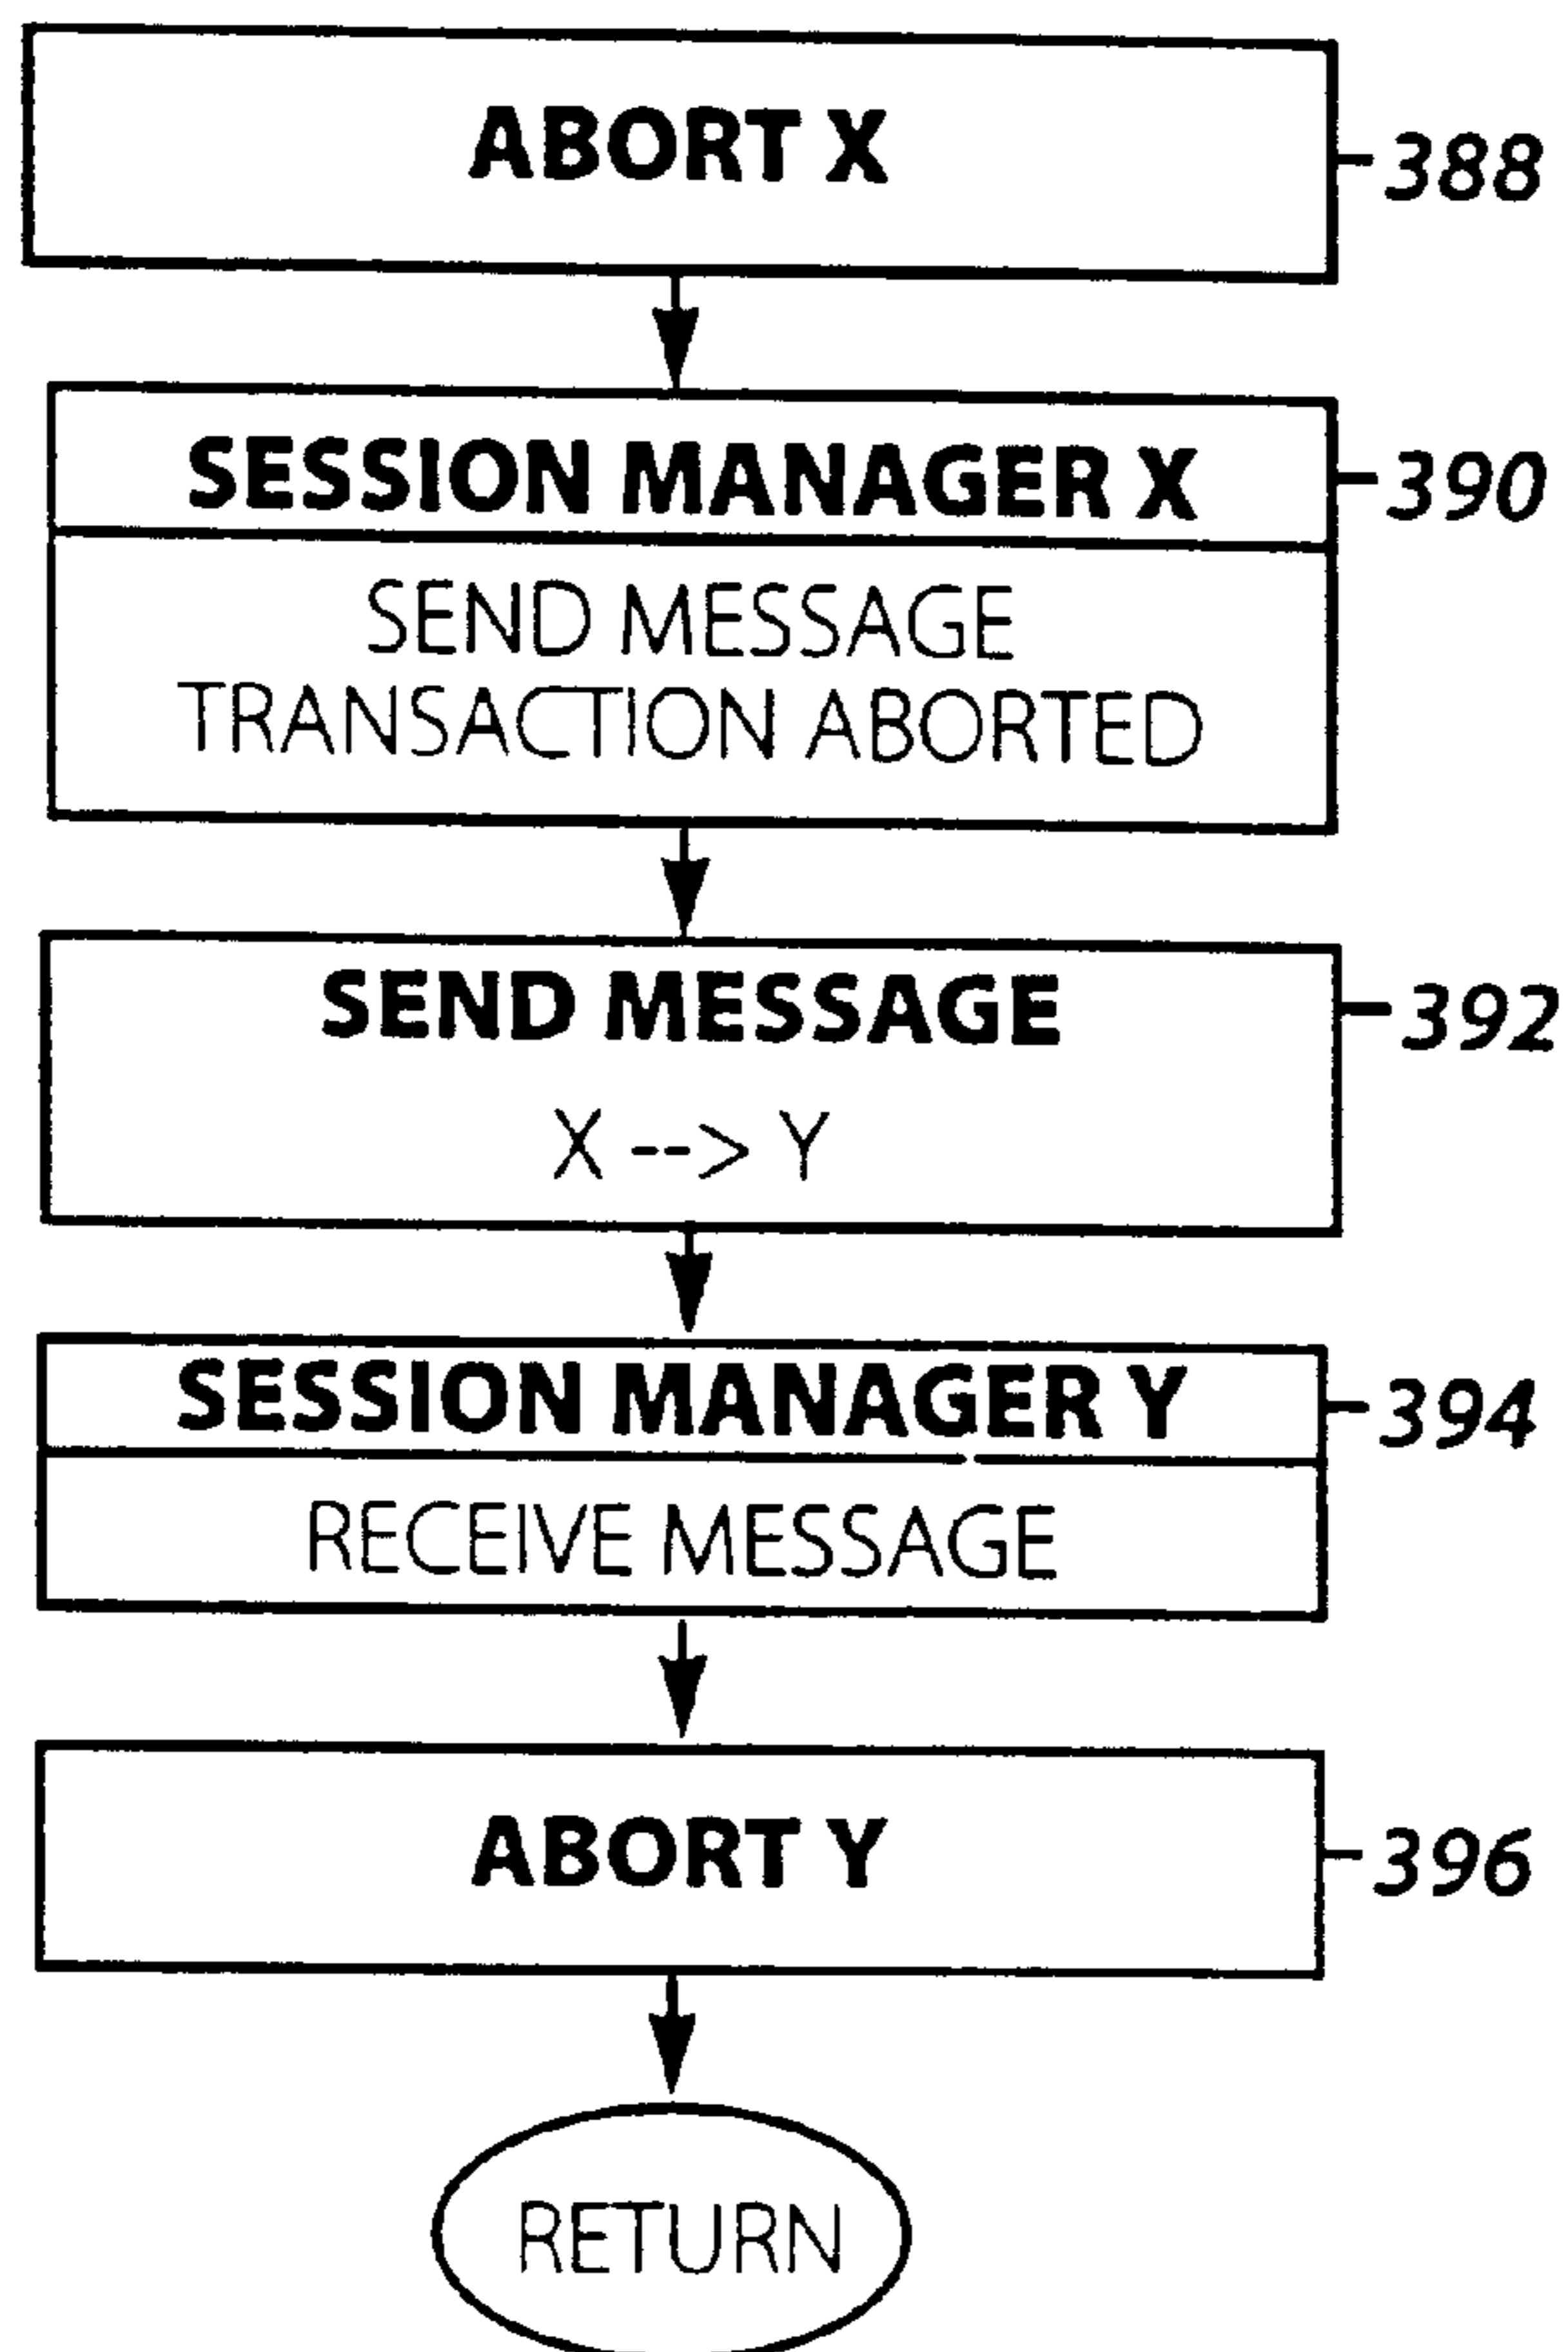 ABORT X
388
SESSION MANAGER X
390
SEND MESSAGE
TRANSACTION ABORTED
SEND MESSAGE
392
X --> Y
SESSION MANAGER Y
394
RECEIVE MESSAGE
ABORT Y
396
RETURN